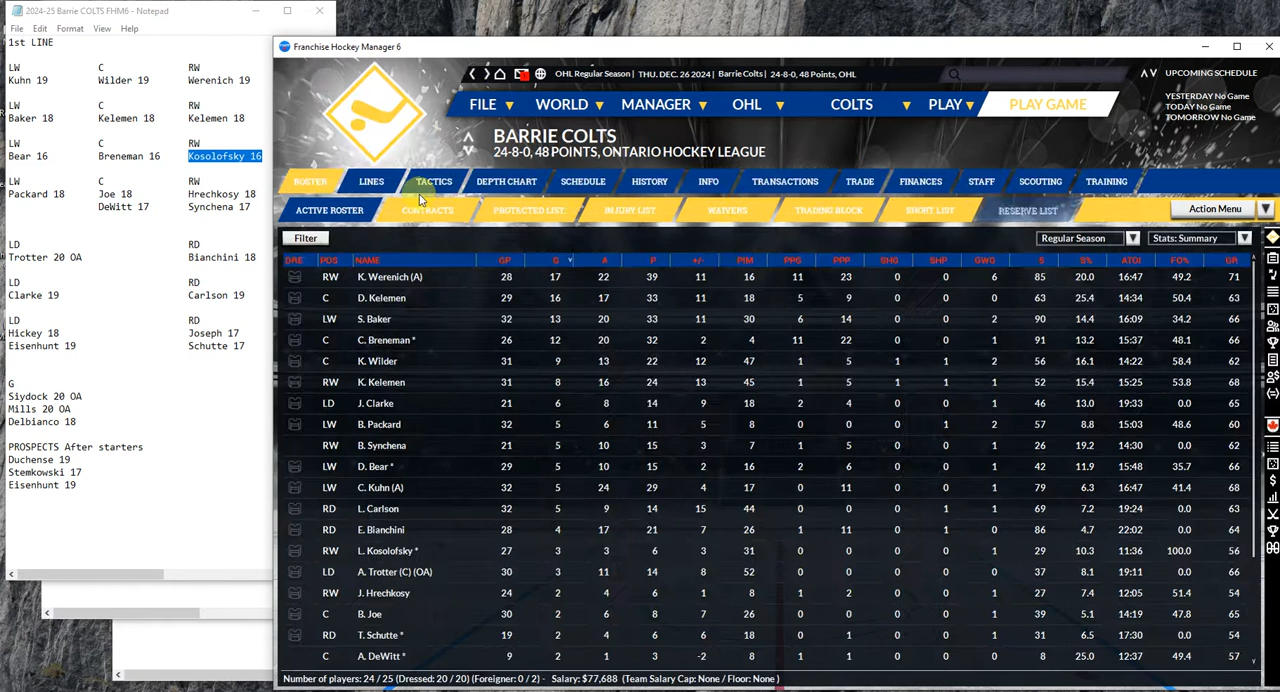 2024-25 Barrie COLTS FHM6 - Notepad
File Edit Format View Help
1st LINE
LW C RW
Kuhn 19 Wilder 19 Werenich 19
LW C RW
Baker 18 Kelemen 18 Kelemen 18
LW C RW
Bear 16 Breneman 16 Kosolofsky 16
LW C RW
Packard 18 Joe 18 Hrechkosy 18
DeWitt 17 Synchena 17
LD RD
Trotter 20 OA Bianchini 18
LD RD
Clarke 19 Carlson 19
LD RD
Hickey 18 Joseph 17
Eisenhunt 19 Schutte 17
G
Siydock 20 OA
Mills 20 OA
Delbianco 18
PROSPECTS After starters
Duchense 19
Stemkowski 17
Eisenhunt 19
Franchise Hockey Manager 6
OHL Regular Season | THU. DEC. 26 2024 | Barrie Colts | 24-8-0, 48 Points, OHL
UPCOMING SCHEDULE
YESTERDAY No Game
TODAY No Game
TOMORROW No Game
FILE WORLD MANAGER OHL COLTS PLAY PLAY GAME
BARRIE COLTS
24-8-0, 48 POINTS, ONTARIO HOCKEY LEAGUE
ROSTER LINES TACTICS DEPTH CHART SCHEDULE HISTORY INFO TRANSACTIONS TRADE FINANCES STAFF SCOUTING TRAINING
ACTIVE ROSTER CONTRACTS PROTECTED LIST INJURY LIST WAIVERS TRADING BLOCK SHORT LIST RESERVE LIST Action Menu
Filter Regular Season Stats: Summary
DRE POS NAME GP G A P +/- PIM PPG PPP SHG SHP GWG S S% ATOI FO% GR
RW K. Werenich (A) 28 17 22 39 11 16 11 23 0 0 6 85 20.0 16:47 49.2 71
C D. Kelemen 29 16 17 33 11 18 5 9 0 0 0 63 25.4 14:34 50.4 63
LW S. Baker 32 13 20 33 11 30 6 14 0 0 2 90 14.4 16:09 34.2 66
C C. Breneman * 26 12 20 32 2 4 11 22 0 0 1 91 13.2 15:37 48.1 66
C K. Wilder 31 9 13 22 12 47 1 5 1 1 2 56 16.1 14:22 58.4 62
RW K. Kelemen 31 8 16 24 13 45 1 5 1 1 1 52 15.4 15:25 53.8 68
LD J. Clarke 21 6 8 14 9 18 2 4 0 0 1 46 13.0 19:33 0.0 65
LW B. Packard 32 5 6 11 5 8 0 0 0 1 2 57 8.8 15:03 48.6 60
RW B. Synchena 21 5 10 15 3 7 1 5 0 0 1 26 19.2 14:30 0.0 62
LW D. Bear * 29 5 10 15 2 16 2 6 0 0 1 42 11.9 15:48 35.7 66
LW C. Kuhn (A) 32 5 24 29 4 17 0 11 0 0 1 79 6.3 16:47 41.4 68
RD L. Carlson 32 5 9 14 15 44 0 0 0 1 1 69 7.2 19:24 0.0 63
RD E. Bianchini 28 4 17 21 7 26 1 11 0 1 0 86 4.7 22:02 0.0 64
RW L. Kosolofsky * 27 3 3 6 3 31 0 0 0 0 1 29 10.3 11:36 100.0 56
LD A. Trotter (C) (OA) 30 3 11 14 8 52 0 0 0 0 1 37 8.1 19:11 0.0 66
RW J. Hrechkosy 24 2 4 6 1 8 1 2 0 0 1 27 7.4 12:05 51.4 54
C B. Joe 30 2 6 8 7 26 0 0 0 0 1 39 5.1 14:19 47.8 65
RD T. Schutte * 19 2 4 6 6 18 0 1 0 0 1 31 6.5 17:30 0.0 54
C A. DeWitt * 9 2 1 3 -2 8 1 1 0 0 0 8 25.0 12:37 49.4 57
Number of players: 24 / 25 (Dressed: 20 / 20) (Foreigner: 0 / 2) - Salary: $77,688 (Team Salary Cap: None / Floor: None )